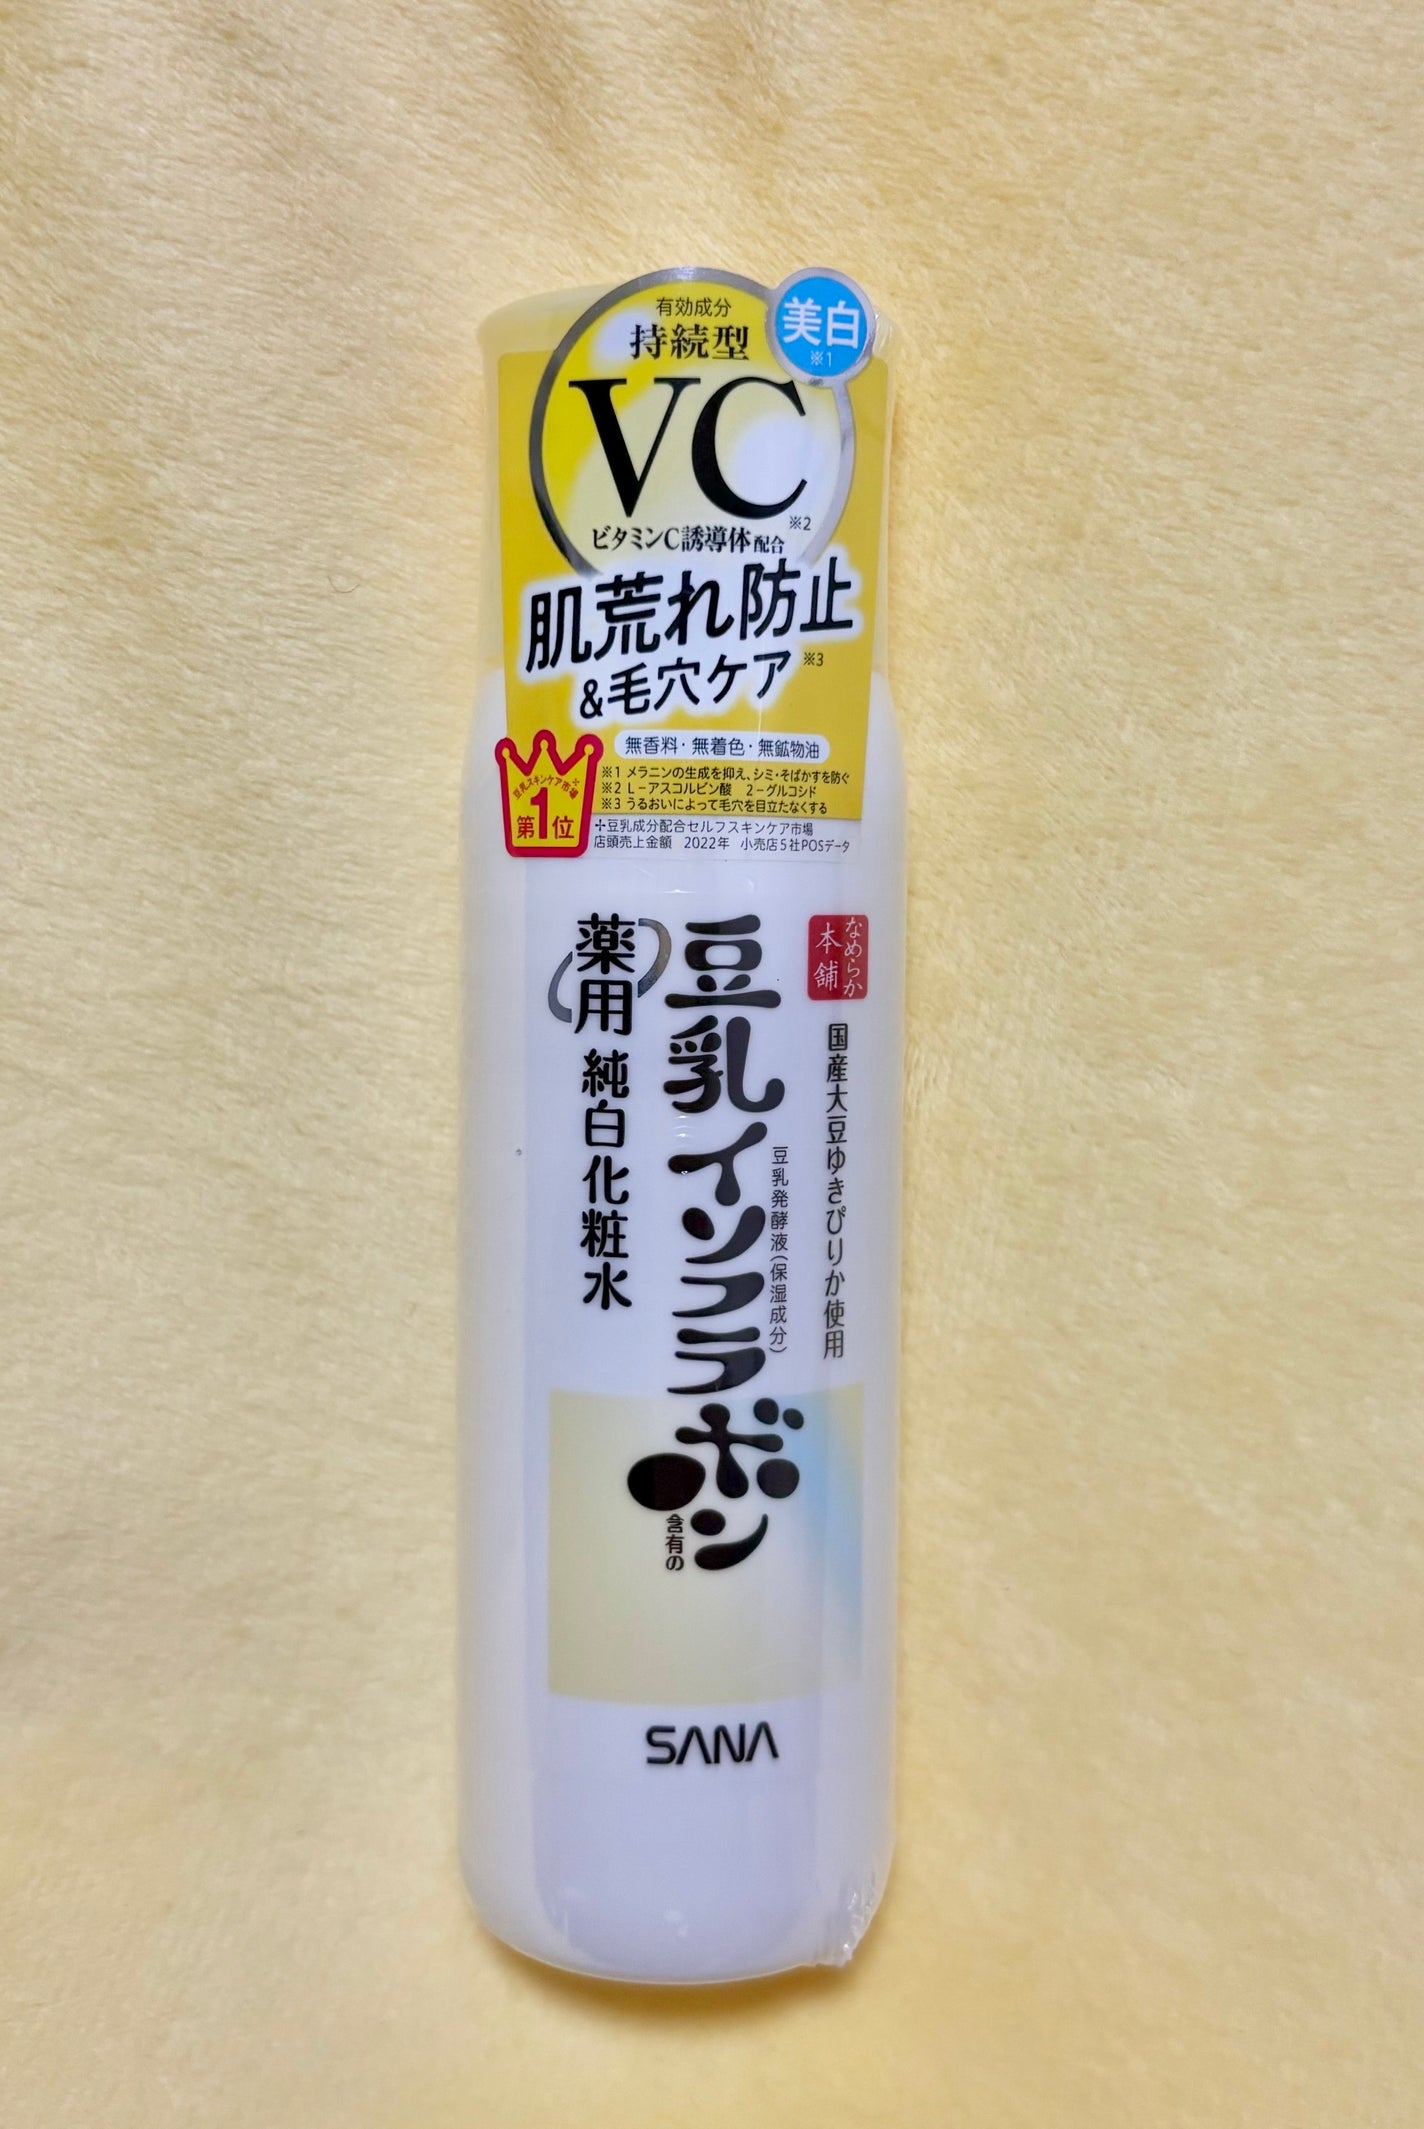 有効成分
持続型
美白
※1
VC
※2
ビタミンC誘導体配合
肌荒れ防止
&毛穴ケア※3
無香料・無着色・無鉱物油
※1 メラニンの生成を抑え、シミ・そばかすを防ぐ
※2 L-アスコルビン酸 2-グルコシド
※3 うるおいによって毛穴を目立たなくする
豆乳スキンケア市場✢
第1位
✢豆乳成分配合セルフスキンケア市場
店頭売上金額 2022年 小売店5社POSデータ
なめらか
本舗
国産大豆ゆきぴりか使用
豆乳発酵液(保湿成分)
豆乳イソフラボン
含有の
薬用 純白化粧水
SANA